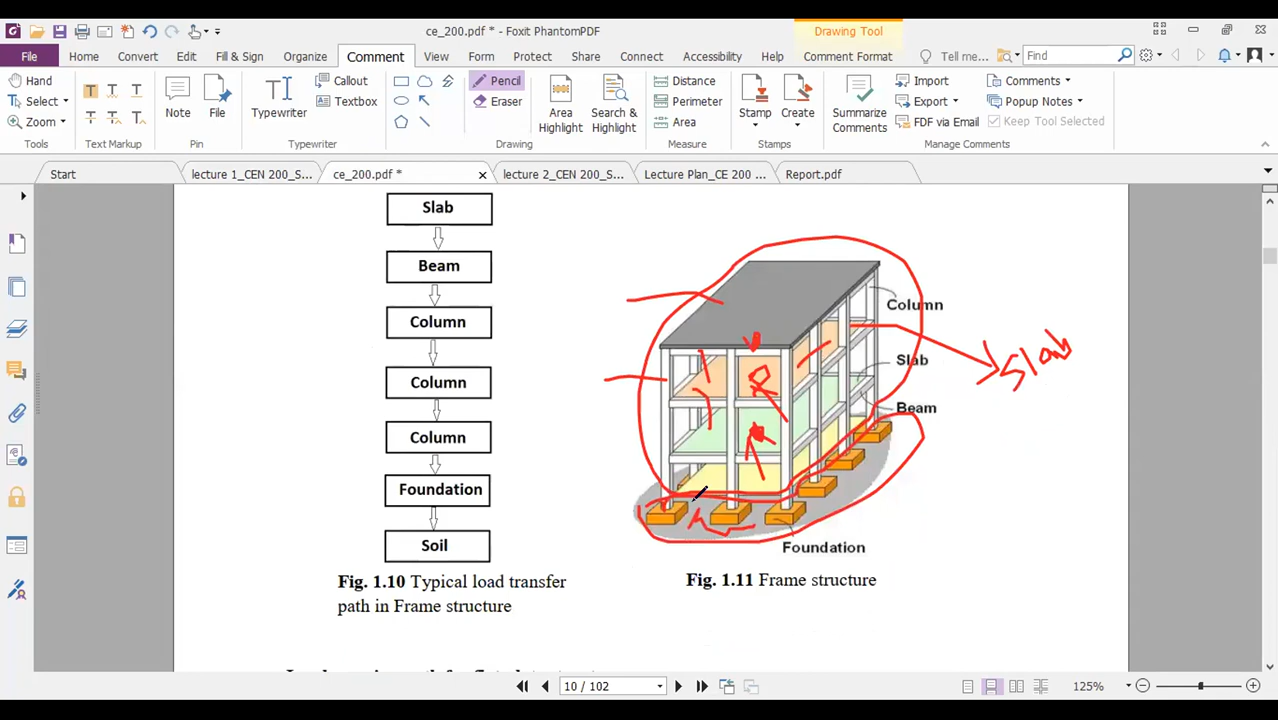 ce_200.pdf * - Foxit PhantomPDF
Drawing Tool
File Home Convert Edit Fill & Sign Organize Comment View Form Protect Share Connect Accessibility Help Comment Format Tell me... Find
Hand
Select
Zoom
Tools
Text Markup
Note
File
Pin
Typewriter
Callout
Textbox
Typewriter
Pencil
Eraser
Area Highlight
Search & Highlight
Drawing
Distance
Perimeter
Area
Measure
Stamp
Create
Stamps
Summarize Comments
Import
Export
FDF via Email
Comments
Popup Notes
Keep Tool Selected
Manage Comments
Start
lecture 1_CEN 200_S...
ce_200.pdf *
lecture 2_CEN 200_S...
Lecture Plan_CE 200 ...
Report.pdf
Slab
Beam
Column
Column
Column
Foundation
Soil
Fig. 1.10 Typical load transfer
path in Frame structure
Column
Slab
Slab
Beam
Foundation
Fig. 1.11 Frame structure
10 / 102
125%